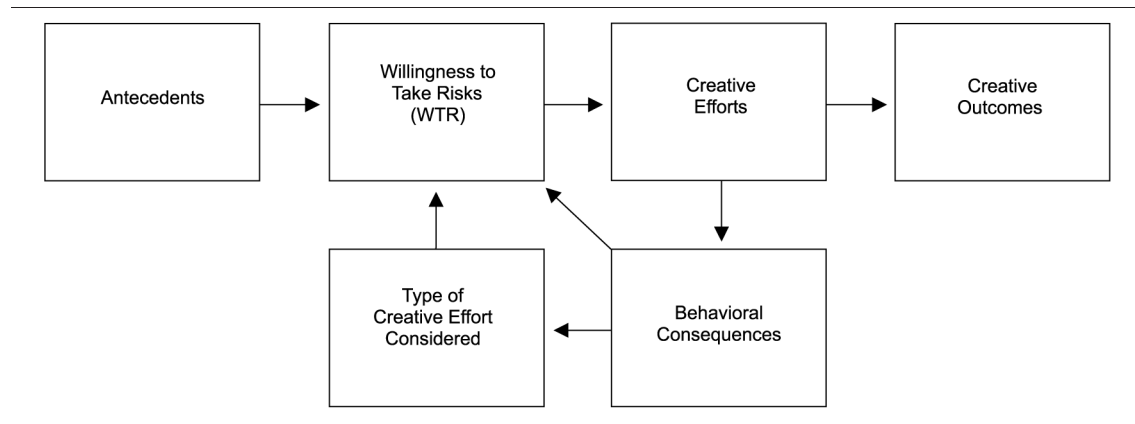 Antecedents
Willingness to
Take Risks
(WTR)
Creative
Efforts
Creative
Outcomes
Type of
Creative Effort
Considered
Behavioral
Consequences